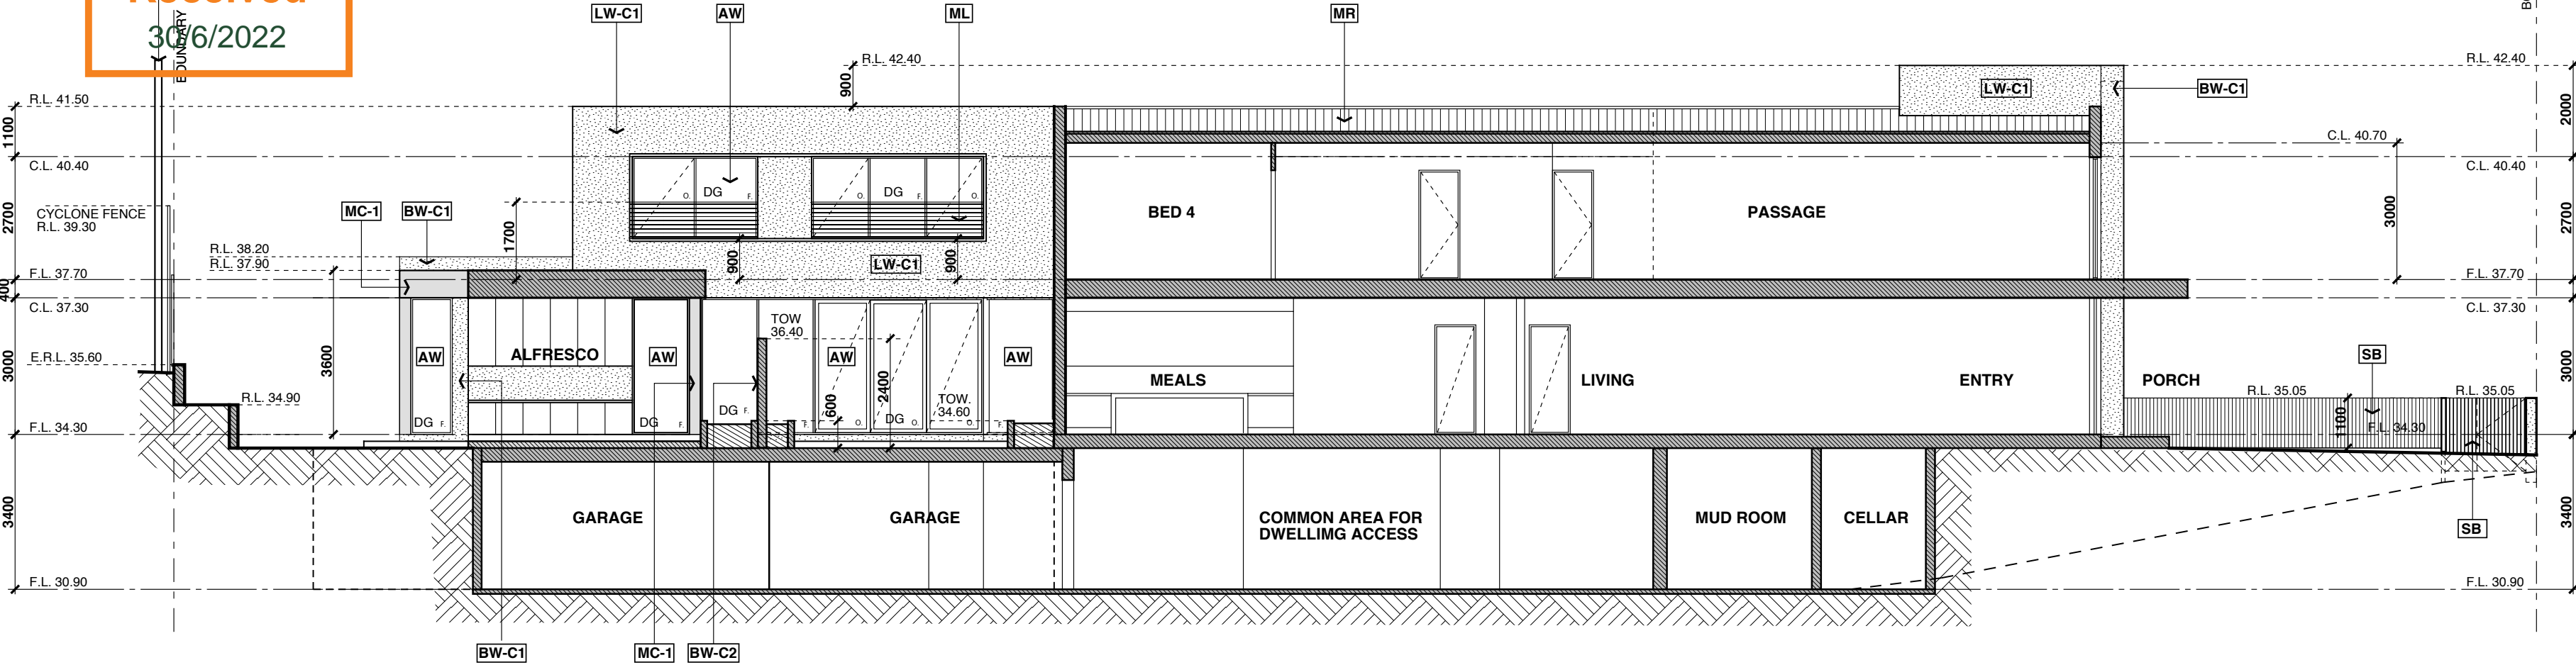 Received
30/6/2022
BOUNDARY
LW-C1
AW
ML
MR
R.L. 42.40
900
R.L. 42.40
LW-C1
BW-C1
R.L. 41.50
1100
2000
C.L. 40.70
C.L. 40.40
C.L. 40.40
DG
O.
F.
O.
DG
F.
O.
CYCLONE FENCE
R.L. 39.30
MC-1
BW-C1
1700
BED 4
PASSAGE
3000
2700
2700
R.L. 38.20
R.L. 37.90
900
LW-C1
900
F.L. 37.70
F.L. 37.70
400
C.L. 37.30
C.L. 37.30
TOW
36.40
E.R.L. 35.60
3600
AW
ALFRESCO
AW
AW
AW
SB
3000
3000
MEALS
LIVING
ENTRY
PORCH
2400
R.L. 35.05
R.L. 35.05
R.L. 34.90
600
TOW.
34.60
1100
DG F.
DG F.
DG F.
F.
F.
O.
DG
O.
F.
O.
F.L. 34.30
F.L. 34.30
3400
3400
GARAGE
GARAGE
COMMON AREA FOR
DWELLIMG ACCESS
MUD ROOM
CELLAR
SB
F.L. 30.90
F.L. 30.90
BW-C1
MC-1
BW-C2